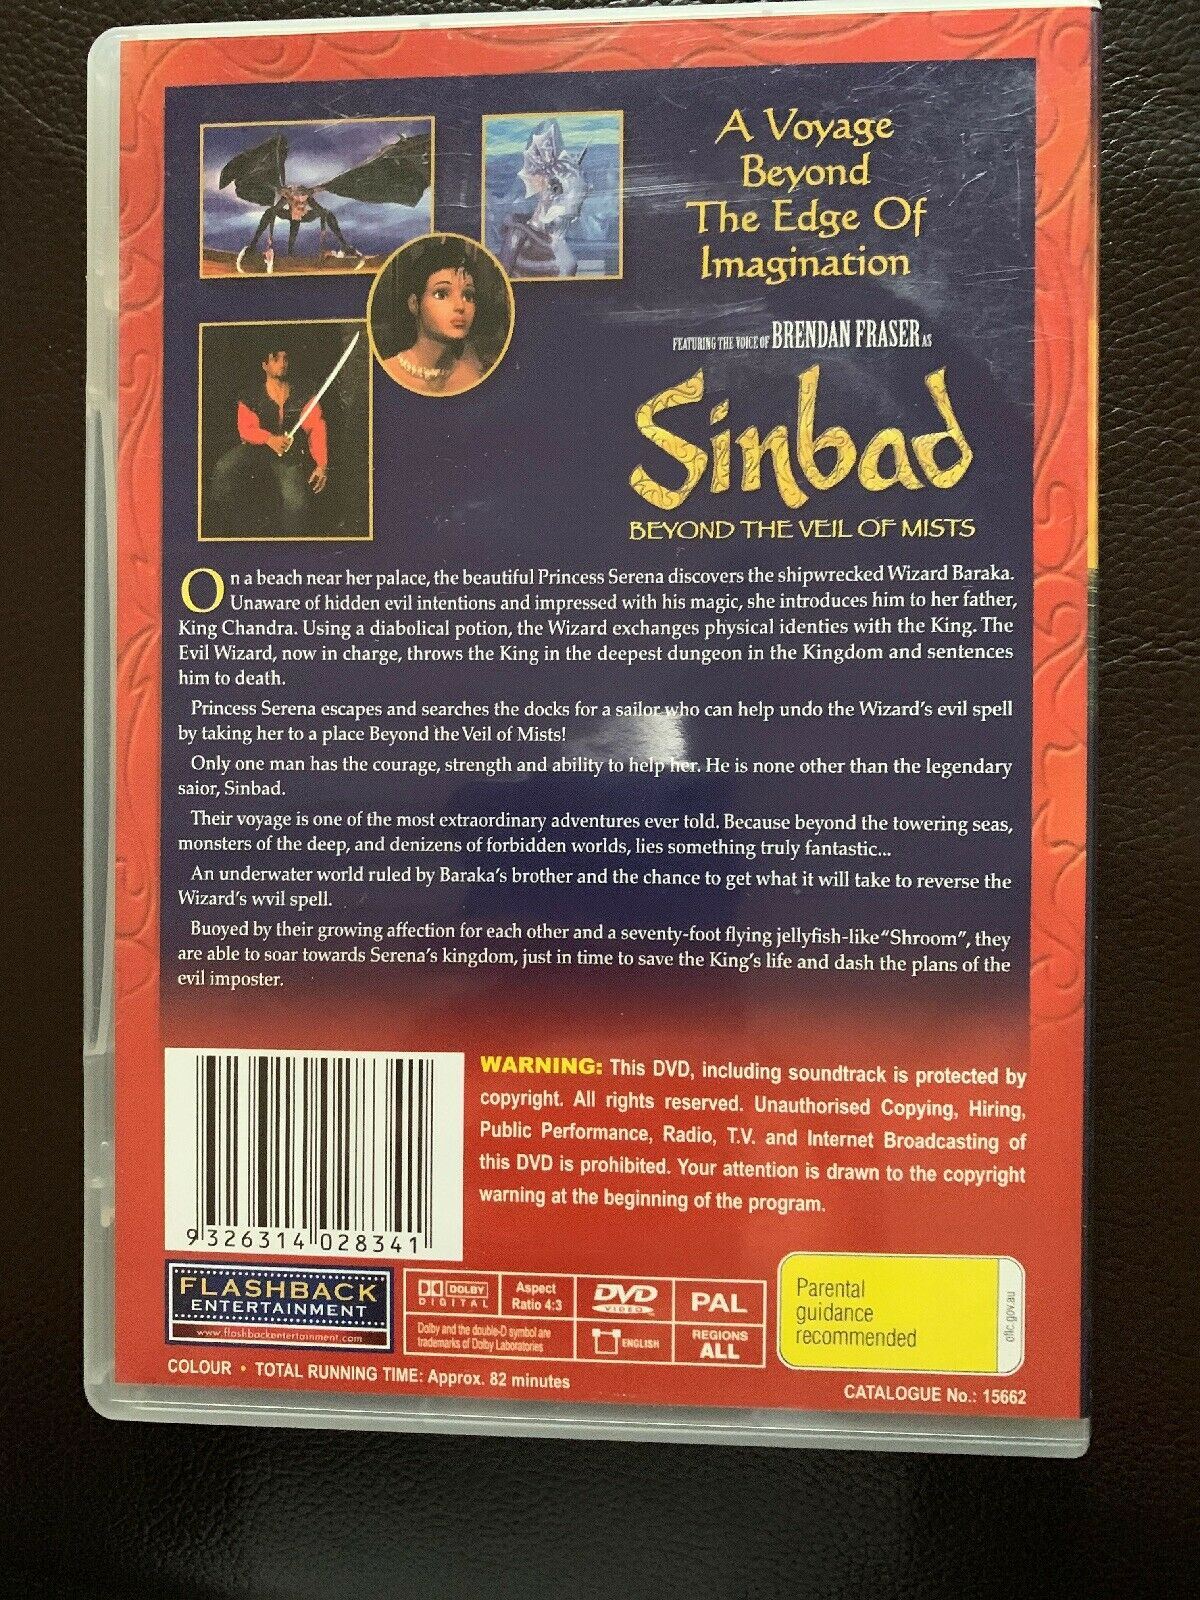 A Voyage
Beyond
The Edge Of
Imagination
FEATURING THE VOICE OF BRENDAN FRASER AS
Sinbad
BEYOND THE VEIL OF MISTS
On a beach near her palace, the beautiful Princess Serena discovers the shipwrecked Wizard Baraka.
Unaware of hidden evil intentions and impressed with his magic, she introduces him to her father,
King Chandra. Using a diabolical potion, the Wizard exchanges physical identies with the King. The
Evil Wizard, now in charge, throws the King in the deepest dungeon in the Kingdom and sentences
him to death.
Princess Serena escapes and searches the docks for a sailor who can help undo the Wizard's evil spell
by taking her to a place Beyond the Veil of Mists!
Only one man has the courage, strength and ability to help her. He is none other than the legendary
saior, Sinbad.
Their voyage is one of the most extraordinary adventures ever told. Because beyond the towering seas,
monsters of the deep, and denizens of forbidden worlds, lies something truly fantastic...
An underwater world ruled by Baraka's brother and the chance to get what it will take to reverse the
Wizard's wvil spell.
Buoyed by their growing affection for each other and a seventy-foot flying jellyfish-like "Shroom", they
are able to soar towards Serena's kingdom, just in time to save the King's life and dash the plans of the
evil imposter.
WARNING: This DVD, including soundtrack is protected by
copyright. All rights reserved. Unauthorised Copying, Hiring,
Public Performance, Radio, T.V. and Internet Broadcasting of
this DVD is prohibited. Your attention is drawn to the copyright
warning at the beginning of the program.
9 326314 028341
FLASHBACK
ENTERTAINMENT
www.flashbackentertainment.com
DOLBY
DIGITAL
Aspect
Ratio 4:3
Dolby and the double-D symbol are
trademarks of Dolby Laboratories
DVD
VIDEO
ENGLISH
PAL
REGIONS
ALL
Parental
guidance
recommended
oflc.gov.au
COLOUR • TOTAL RUNNING TIME: Approx. 82 minutes
CATALOGUE No.: 15662